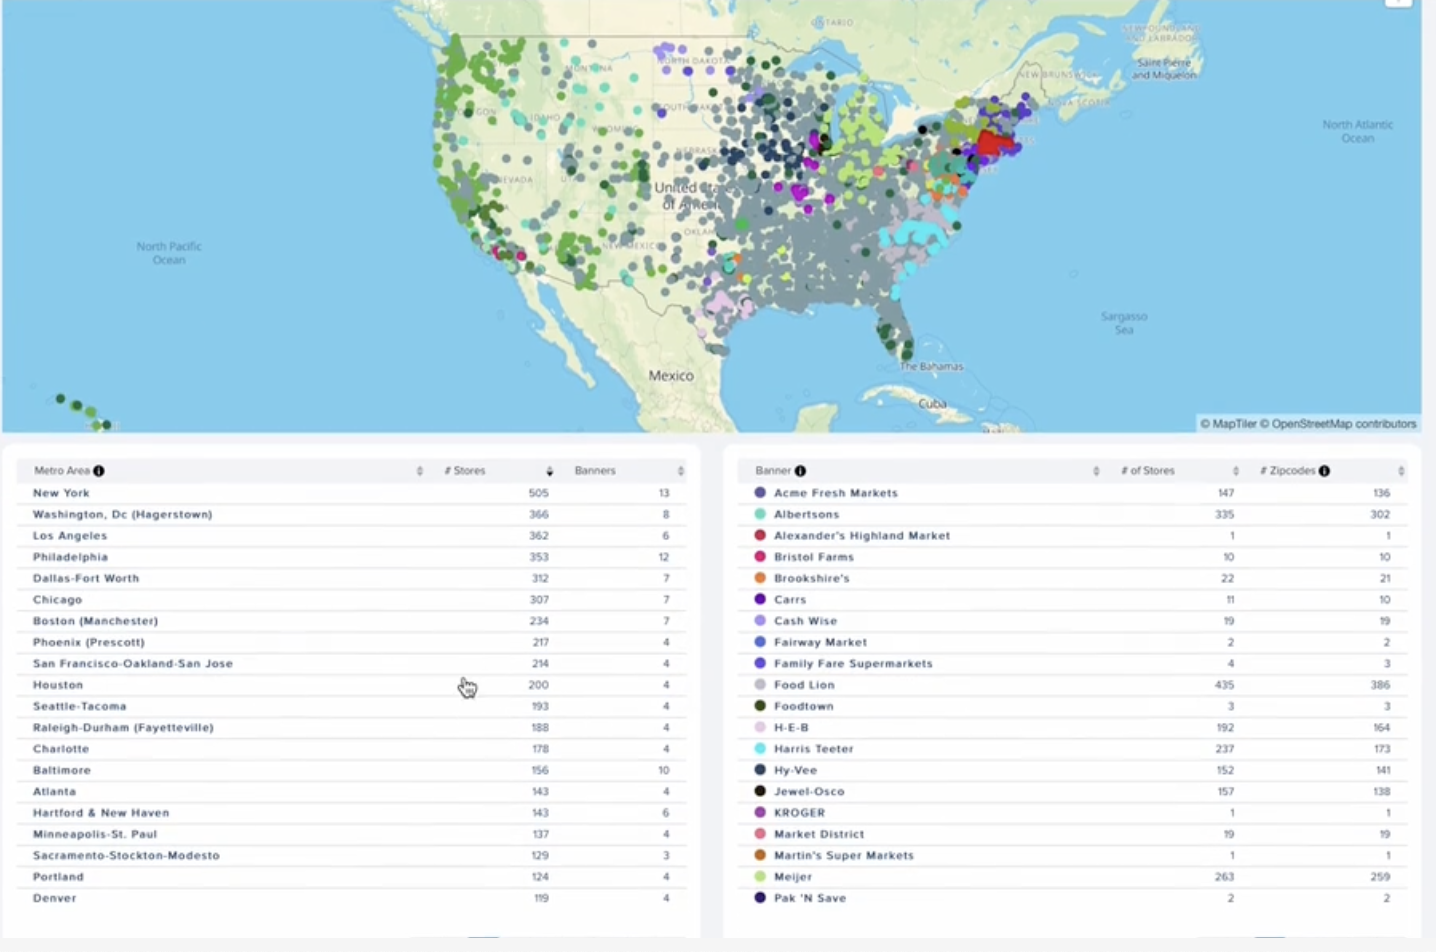 ONTARIO
NEWFOUNDLAND
AND LABRADOR
Saint Pierre
and Miquelon
NEW BRUNSWICK
NOVA SCOTIA
MONTANA
NORTH DAKOTA
IDAHO
WYOMING
NEBRASKA
NEVADA
United Sta
of Ame
OKLAH
NEW MEXICO
North Atlantic
Ocean
North Pacific
Ocean
Sargasso
Sea
The Bahamas
Mexico
Cuba
© MapTiler © OpenStreetMap contributors
Metro Area # Stores Banners
New York 505 13
Washington, Dc (Hagerstown) 366 8
Los Angeles 362 6
Philadelphia 353 12
Dallas-Fort Worth 312 7
Chicago 307 7
Boston (Manchester) 234 7
Phoenix (Prescott) 217 4
San Francisco-Oakland-San Jose 214 4
Houston 200 4
Seattle-Tacoma 193 4
Raleigh-Durham (Fayetteville) 188 4
Charlotte 178 4
Baltimore 156 10
Atlanta 143 4
Hartford & New Haven 143 6
Minneapolis-St. Paul 137 4
Sacramento-Stockton-Modesto 129 3
Portland 124 4
Denver 119 4
Banner # of Stores # Zipcodes
Acme Fresh Markets 147 136
Albertsons 335 302
Alexander's Highland Market 1 1
Bristol Farms 10 10
Brookshire's 22 21
Carrs 11 10
Cash Wise 19 19
Fairway Market 2 2
Family Fare Supermarkets 4 3
Food Lion 435 386
Foodtown 3 3
H-E-B 192 164
Harris Teeter 237 173
Hy-Vee 152 141
Jewel-Osco 157 138
KROGER 1 1
Market District 19 19
Martin's Super Markets 1 1
Meijer 263 259
Pak 'N Save 2 2